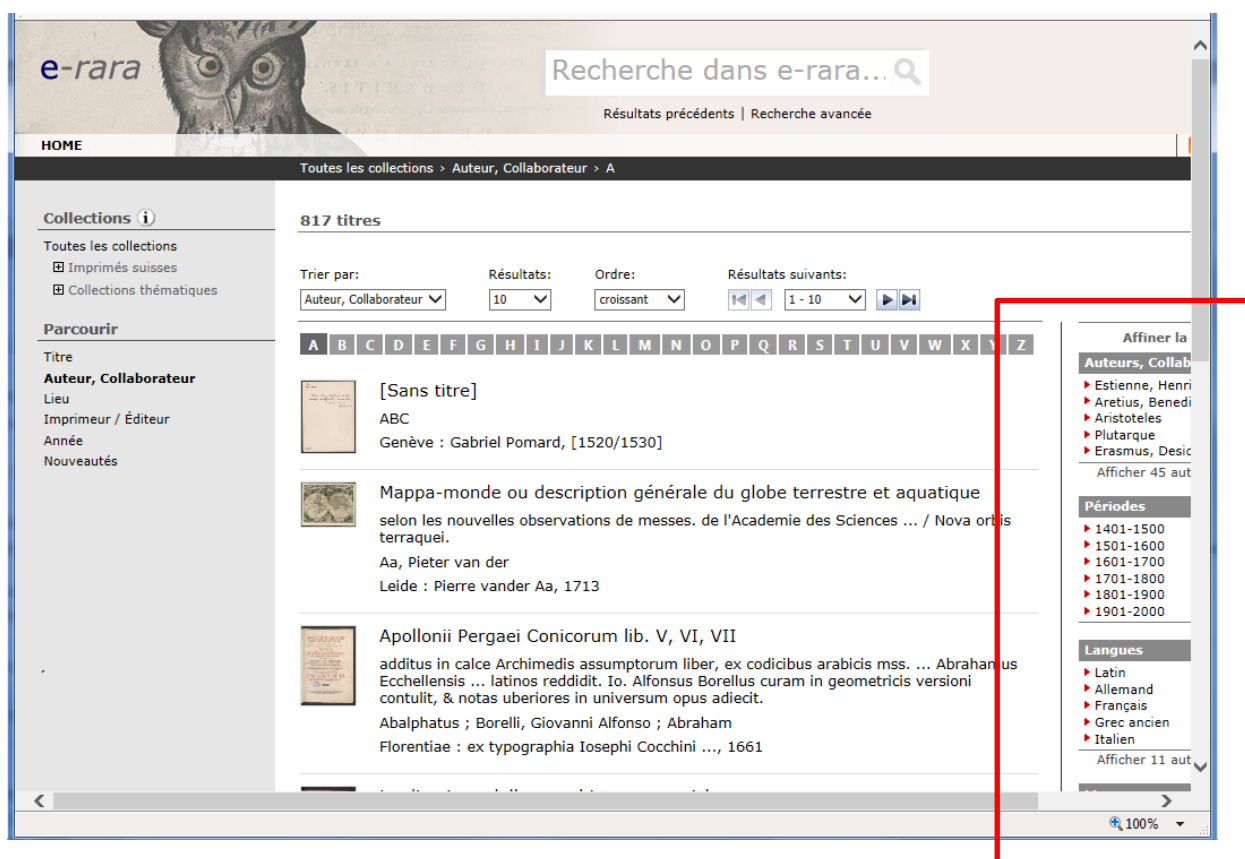 e-rara
Recherche dans e-rara...
Résultats précédents | Recherche avancée
HOME
Toutes les collections > Auteur, Collaborateur > A
Collections i
Toutes les collections
Imprimés suisses
Collections thématiques
Parcourir
Titre
Auteur, Collaborateur
Lieu
Imprimeur / Éditeur
Année
Nouveautés
817 titres
Trier par: Résultats: Ordre: Résultats suivants:
Auteur, Collaborateur 10 croissant 1 - 10
A B C D E F G H I J K L M N O P Q R S T U V W X Y Z
[Sans titre]
ABC
Genève : Gabriel Pomard, [1520/1530]
Mappa-monde ou description générale du globe terrestre et aquatique
selon les nouvelles observations de messes. de l'Academie des Sciences ... / Nova orbis
terraquei.
Aa, Pieter van der
Leide : Pierre vander Aa, 1713
Apollonii Pergaei Conicorum lib. V, VI, VII
additus in calce Archimedis assumptorum liber, ex codicibus arabicis mss. ... Abrahamus
Ecchellensis ... latinos reddidit. Io. Alfonsus Borellus curam in geometricis versioni
contulit, & notas uberiores in universum opus adiecit.
Abalphatus ; Borelli, Giovanni Alfonso ; Abraham
Florentiae : ex typographia Iosephi Cocchini ..., 1661
Affiner la
Auteurs, Collab
Estienne, Henri
Aretius, Benedi
Aristoteles
Plutarque
Erasmus, Desid
Afficher 45 aut
Périodes
1401-1500
1501-1600
1601-1700
1701-1800
1801-1900
1901-2000
Langues
Latin
Allemand
Français
Grec ancien
Italien
Afficher 11 aut
100%